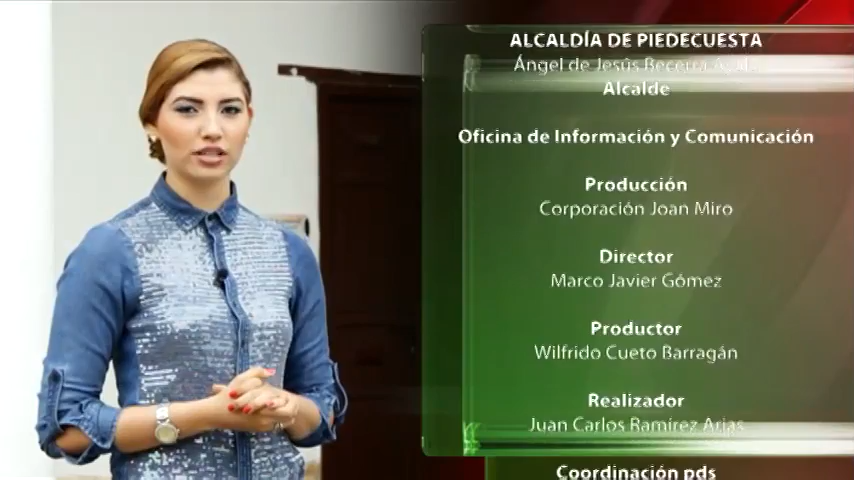 ALCALDÍA DE PIEDECUESTA
Ángel de Jesús Becerra Ayala
Alcalde
Oficina de Información y Comunicación
Producción
Corporación Joan Miro
Director
Marco Javier Gómez
Productor
Wilfrido Cueto Barragán
Realizador
Juan Carlos Ramírez Arias
Coordinación pds